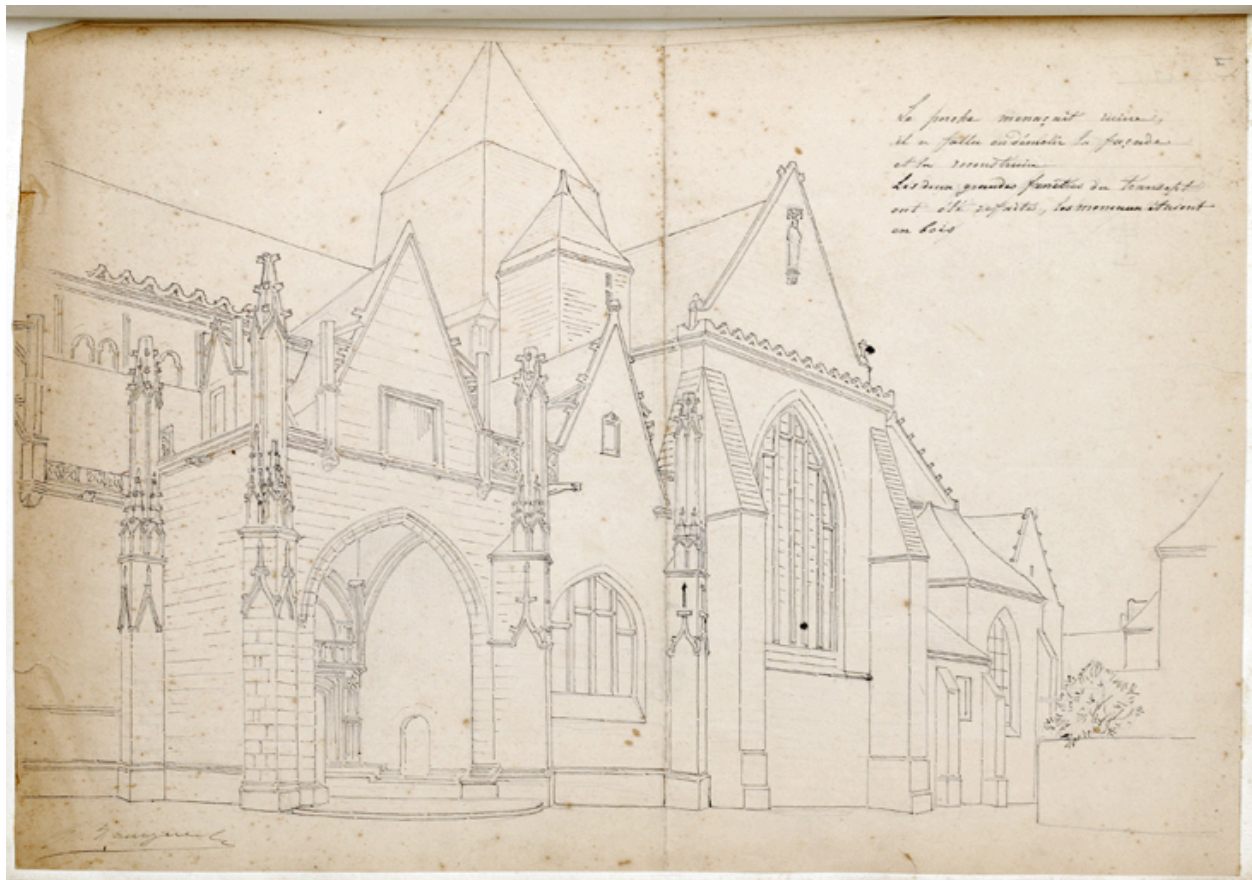 Le porche menaçait ruine,
il a fallu en démolir la façade
et la reconstruire
Les deux grandes fenêtres du transept
ont été refaites, les meneaux étaient
en bois